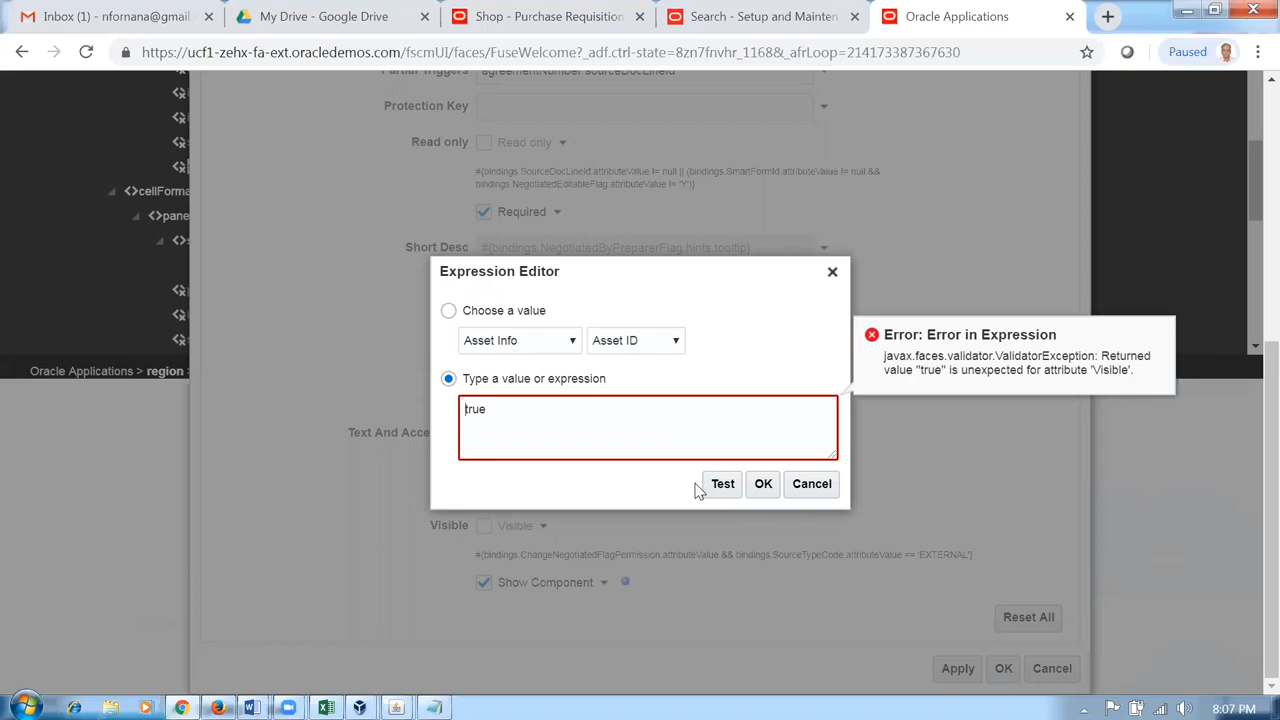 Inbox (1) - nfornana@gmail
My Drive - Google Drive
Shop - Purchase Requisition
Search - Setup and Mainten
Oracle Applications
https://ucf1-zehx-fa-ext.oracledemos.com/fscmUI/faces/FuseWelcome?_adf.ctrl-state=8zn7fnvhr_1168&_afrLoop=214173387367630
Paused
Partial Triggers agreementNumber sourceDocLineId
Protection Key
Read only Read only
#{bindings.SourceDocLineId.attributeValue != null || (bindings.SmartFormId.attributeValue != null &&
bindings.NegotiatedEditableFlag.attributeValue != 'Y')}
<>cellForma
Required
<>pane
Short Desc #{bindings.NegotiatedByPreparerFlag.hints.tooltip}
Expression Editor
Choose a value
Asset Info Asset ID
Error: Error in Expression
javax.faces.validator.ValidatorException: Returned
value "true" is unexpected for attribute 'Visible'.
Oracle Applications > region >
Type a value or expression
true
Text And Acce
Test OK Cancel
Visible Visible
#{bindings.ChangeNegotiatedFlagPermission.attributeValue && bindings.SourceTypeCode.attributeValue == 'EXTERNAL'}
Show Component
Reset All
Apply OK Cancel
8:07 PM